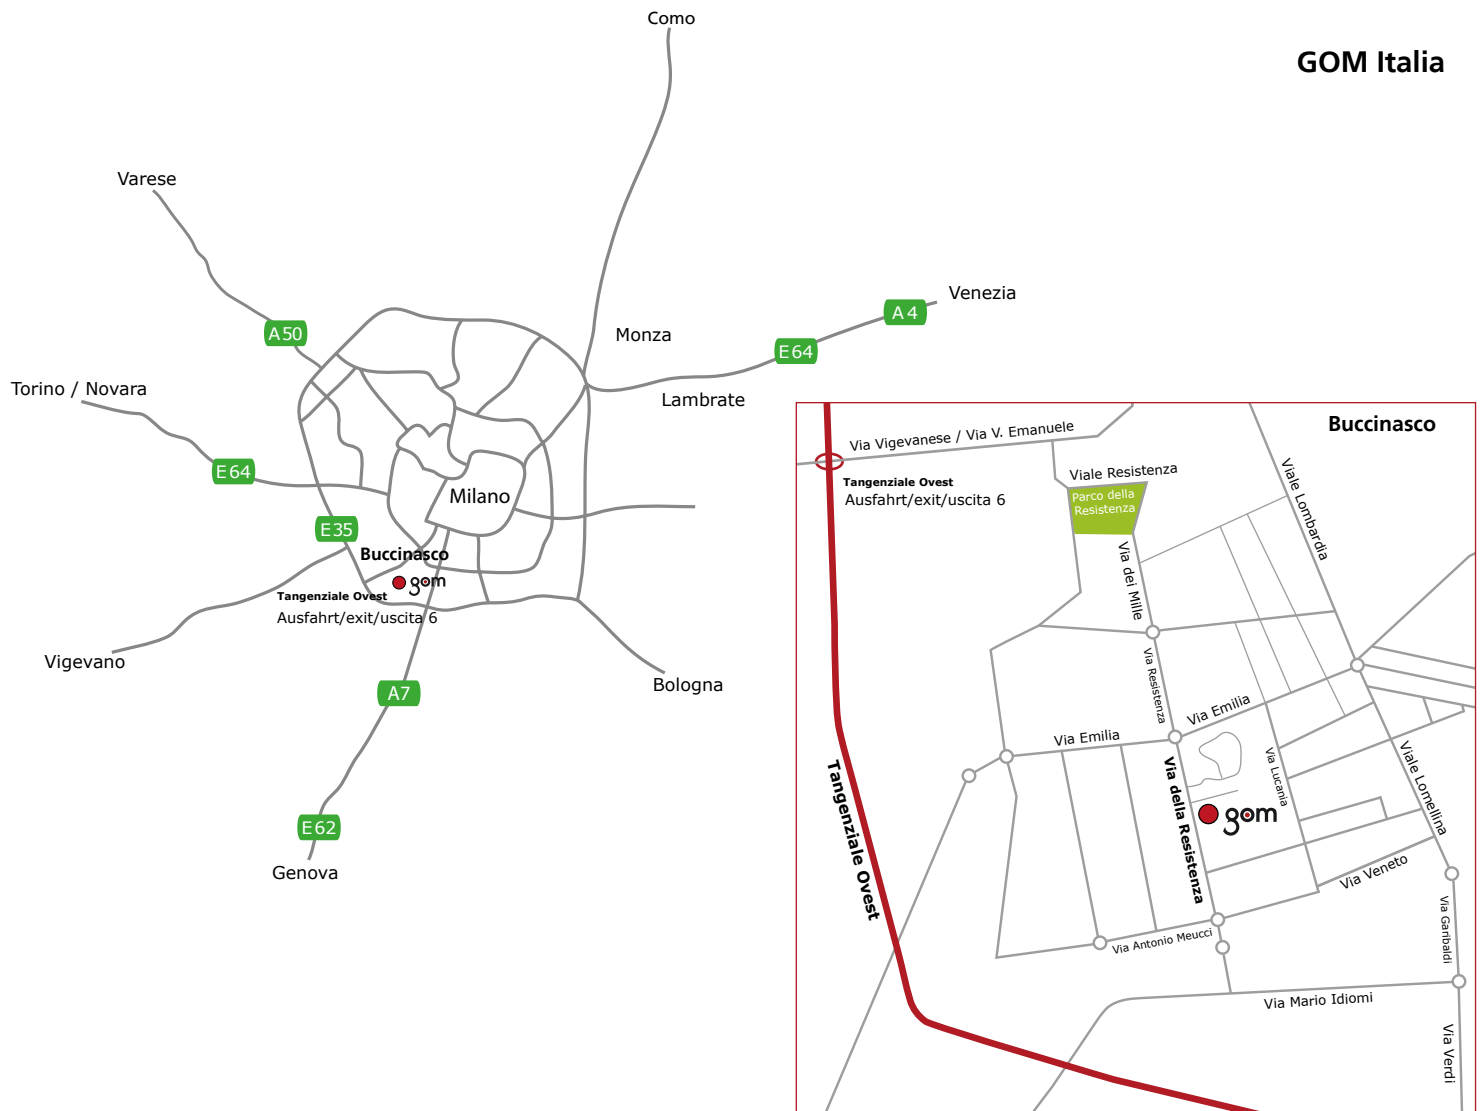 GOM Italia
Como
Varese
Venezia
A4
A50
Monza
E64
Torino / Novara
Lambrate
E64
Milano
E35
Buccinasco
gom
Tangenziale Ovest
Ausfahrt/exit/uscita 6
Vigevano
Bologna
A7
E62
Genova
Buccinasco
Via Vigevanese / Via V. Emanuele
Tangenziale Ovest
Ausfahrt/exit/uscita 6
Viale Resistenza
Parco della
Resistenza
Viale Lombardia
Via dei Mille
Via Resistenza
Via Emilia
Via Emilia
Via Lucania
Viale Lomellina
Tangenziale Ovest
Via della Resistenza
gom
Via Veneto
Via Antonio Meucci
Via Garibaldi
Via Mario Idiomi
Via Verdi